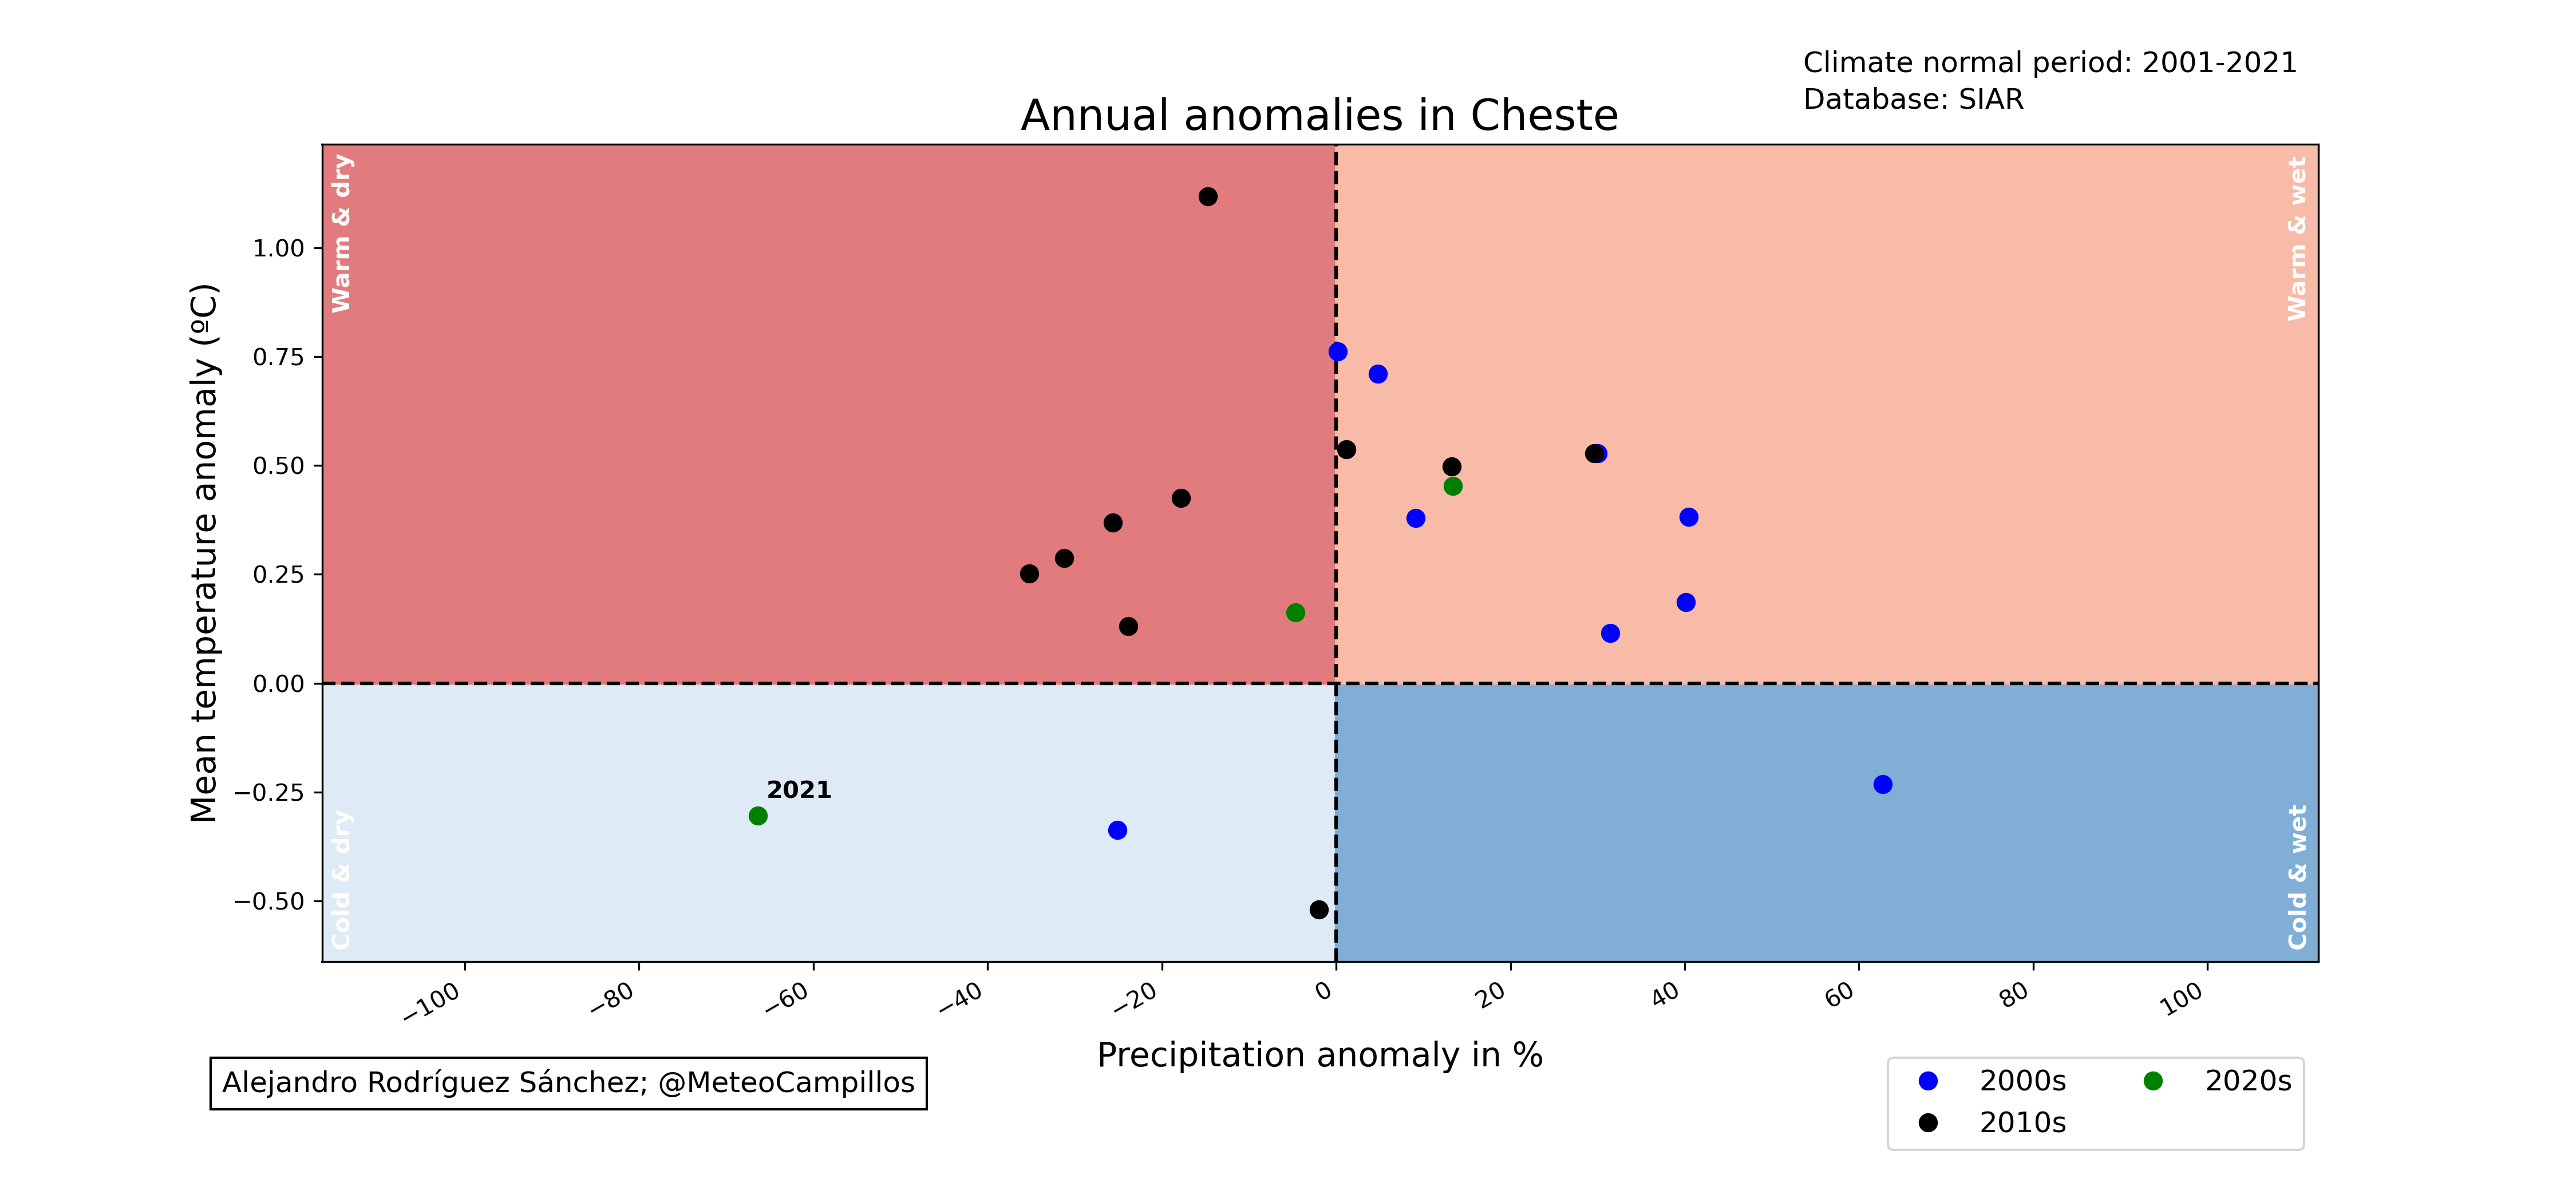 Climate normal period: 2001-2021
Database: SIAR
Annual anomalies in Cheste
Warm & dry
Warm & wet
Mean temperature anomaly (ºC)
1.00
0.75
0.50
0.25
0.00
−0.25
−0.50
2021
Cold & dry
Cold & wet
−100
−80
−60
−40
−20
0
20
40
60
80
100
Precipitation anomaly in %
Alejandro Rodríguez Sánchez; @MeteoCampillos
2000s
2010s
2020s